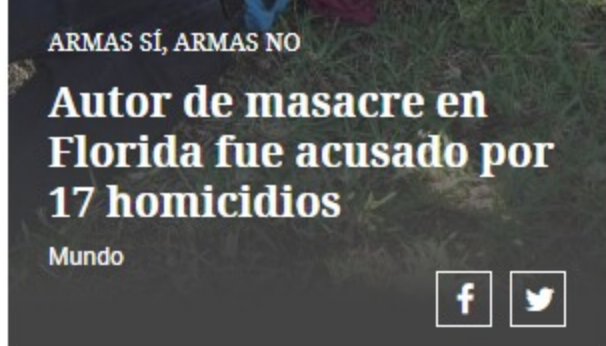 ARMAS SÍ, ARMAS NO
Autor de masacre en
Florida fue acusado por
17 homicidios
Mundo